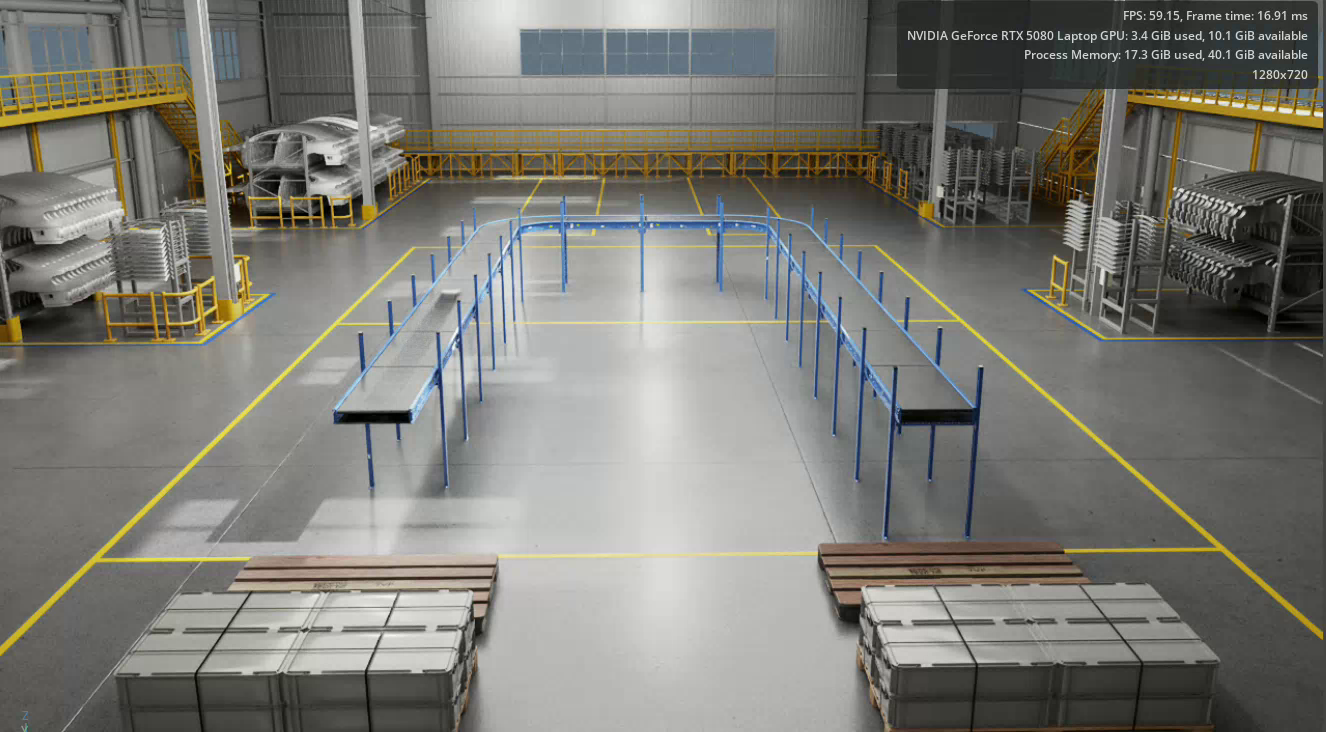 FPS: 59.15, Frame time: 16.91 ms
NVIDIA GeForce RTX 5080 Laptop GPU: 3.4 GiB used, 10.1 GiB available
Process Memory: 17.3 GiB used, 40.1 GiB available
1280x720
Z